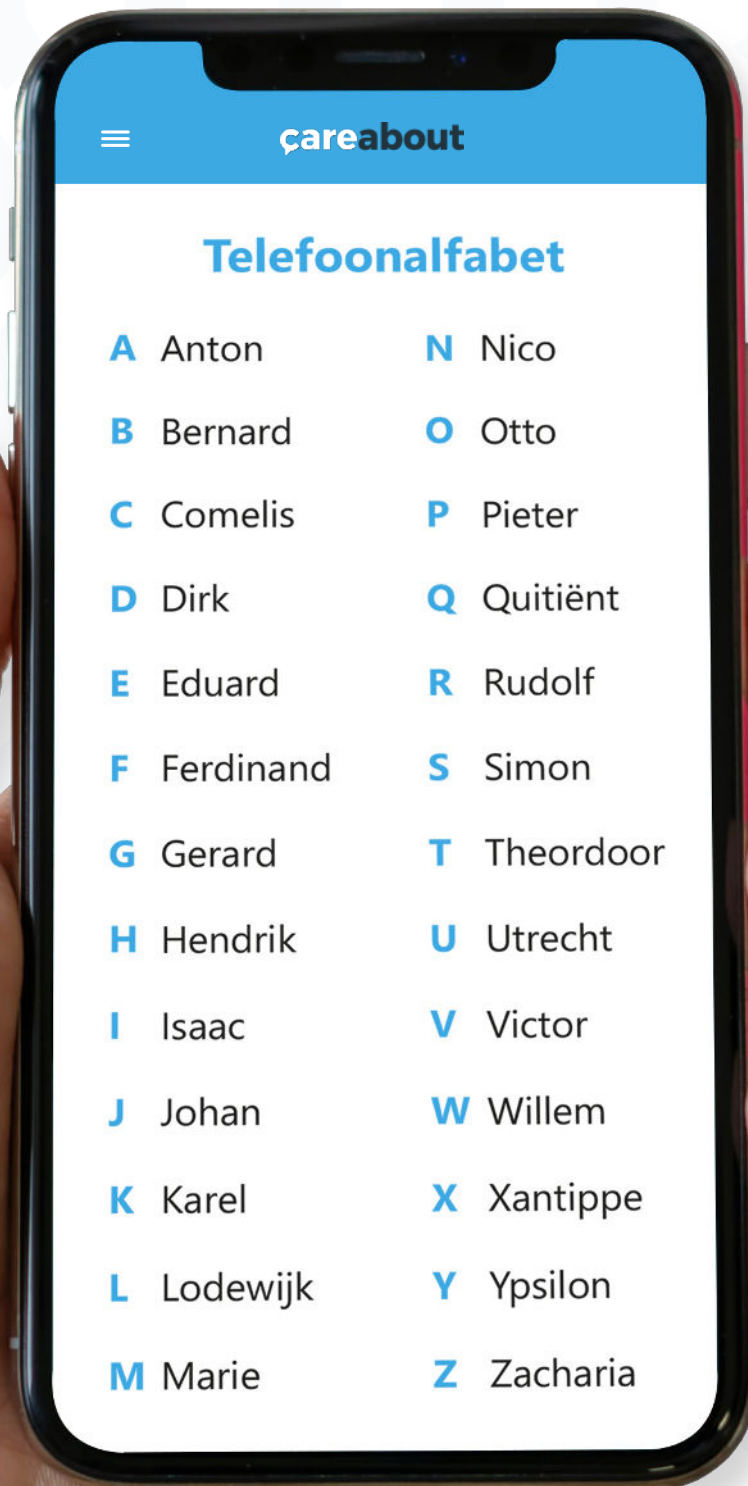 careabout
Telefoonalfabet
A Anton
B Bernard
C Comelis
D Dirk
E Eduard
F Ferdinand
G Gerard
H Hendrik
I Isaac
J Johan
K Karel
L Lodewijk
M Marie
N Nico
O Otto
P Pieter
Q Quitiënt
R Rudolf
S Simon
T Theordoor
U Utrecht
V Victor
W Willem
X Xantippe
Y Ypsilon
Z Zacharia